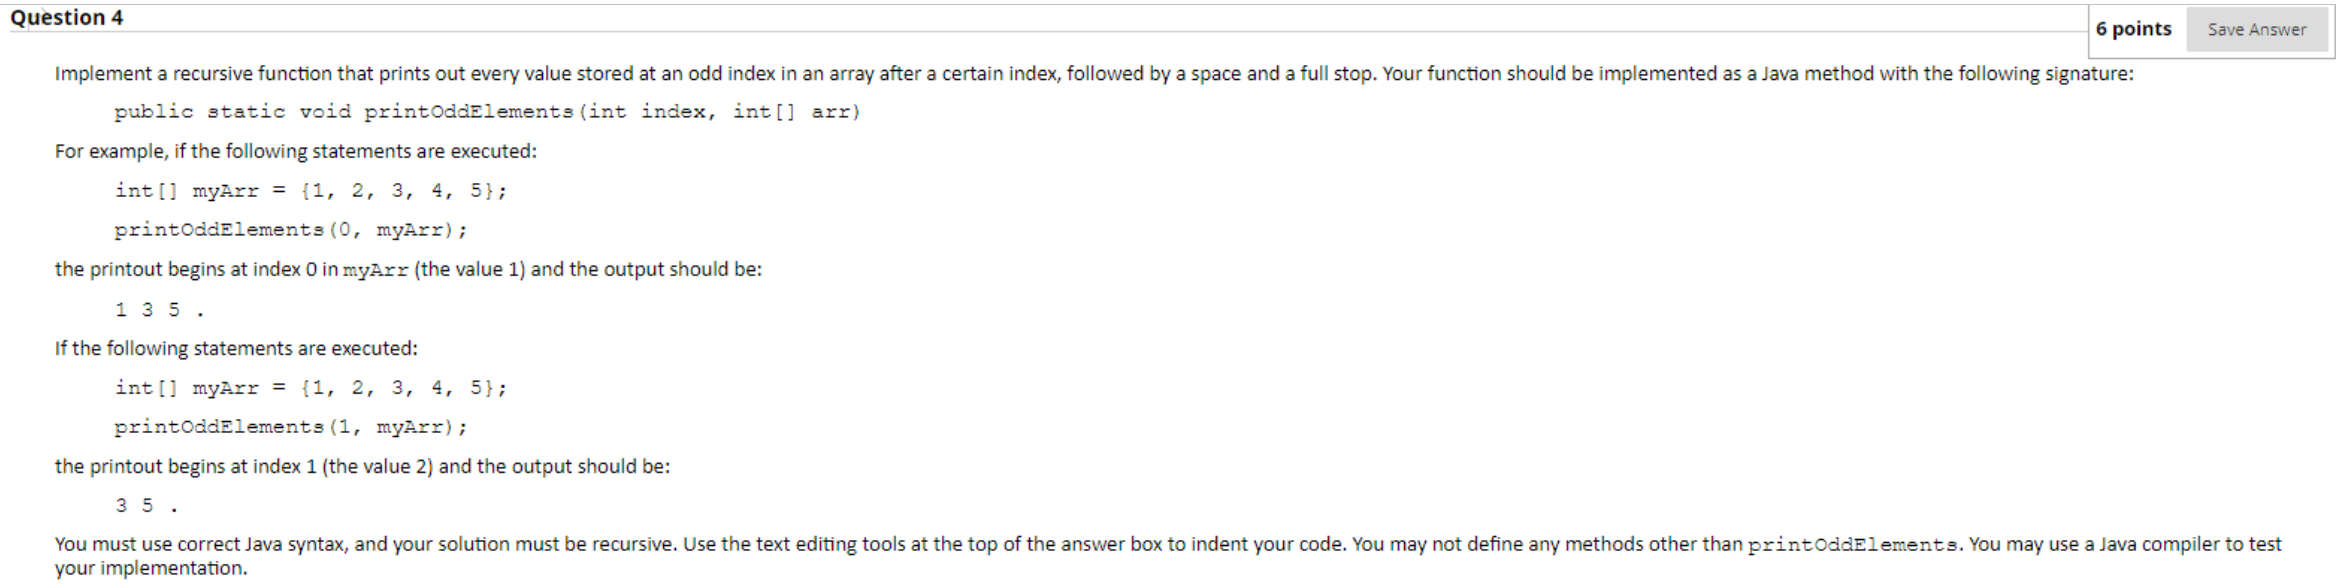 Question 4
6 points
Save Answer
Implement a recursive function that prints out every value stored at an odd index in an array after a certain index, followed by a space and a full stop. Your function should be implemented as a Java method with the following signature:
public static void printOddElements(int index, int[] arr)
For example, if the following statements are executed:
int[] myArr = {1, 2, 3, 4, 5};
printOddElements(0, myArr);
the printout begins at index 0 in myArr (the value 1) and the output should be:
1 3 5 .
If the following statements are executed:
int[] myArr = {1, 2, 3, 4, 5};
printOddElements(1, myArr);
the printout begins at index 1 (the value 2) and the output should be:
3 5 .
You must use correct Java syntax, and your solution must be recursive. Use the text editing tools at the top of the answer box to indent your code. You may not define any methods other than printOddElements. You may use a Java compiler to test
your implementation.